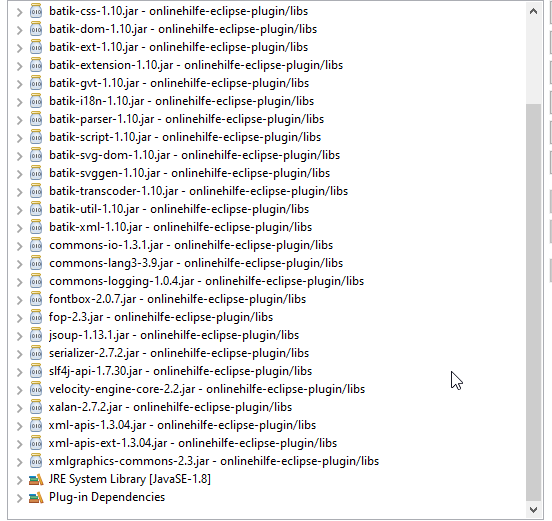 batik-css-1.10.jar - onlinehilfe-eclipse-plugin/libs
batik-dom-1.10.jar - onlinehilfe-eclipse-plugin/libs
batik-ext-1.10.jar - onlinehilfe-eclipse-plugin/libs
batik-extension-1.10.jar - onlinehilfe-eclipse-plugin/libs
batik-gvt-1.10.jar - onlinehilfe-eclipse-plugin/libs
batik-i18n-1.10.jar - onlinehilfe-eclipse-plugin/libs
batik-parser-1.10.jar - onlinehilfe-eclipse-plugin/libs
batik-script-1.10.jar - onlinehilfe-eclipse-plugin/libs
batik-svg-dom-1.10.jar - onlinehilfe-eclipse-plugin/libs
batik-svggen-1.10.jar - onlinehilfe-eclipse-plugin/libs
batik-transcoder-1.10.jar - onlinehilfe-eclipse-plugin/libs
batik-util-1.10.jar - onlinehilfe-eclipse-plugin/libs
batik-xml-1.10.jar - onlinehilfe-eclipse-plugin/libs
commons-io-1.3.1.jar - onlinehilfe-eclipse-plugin/libs
commons-lang3-3.9.jar - onlinehilfe-eclipse-plugin/libs
commons-logging-1.0.4.jar - onlinehilfe-eclipse-plugin/libs
fontbox-2.0.7.jar - onlinehilfe-eclipse-plugin/libs
fop-2.3.jar - onlinehilfe-eclipse-plugin/libs
jsoup-1.13.1.jar - onlinehilfe-eclipse-plugin/libs
serializer-2.7.2.jar - onlinehilfe-eclipse-plugin/libs
slf4j-api-1.7.30.jar - onlinehilfe-eclipse-plugin/libs
velocity-engine-core-2.2.jar - onlinehilfe-eclipse-plugin/libs
xalan-2.7.2.jar - onlinehilfe-eclipse-plugin/libs
xml-apis-1.3.04.jar - onlinehilfe-eclipse-plugin/libs
xml-apis-ext-1.3.04.jar - onlinehilfe-eclipse-plugin/libs
xmlgraphics-commons-2.3.jar - onlinehilfe-eclipse-plugin/libs
JRE System Library [JavaSE-1.8]
Plug-in Dependencies